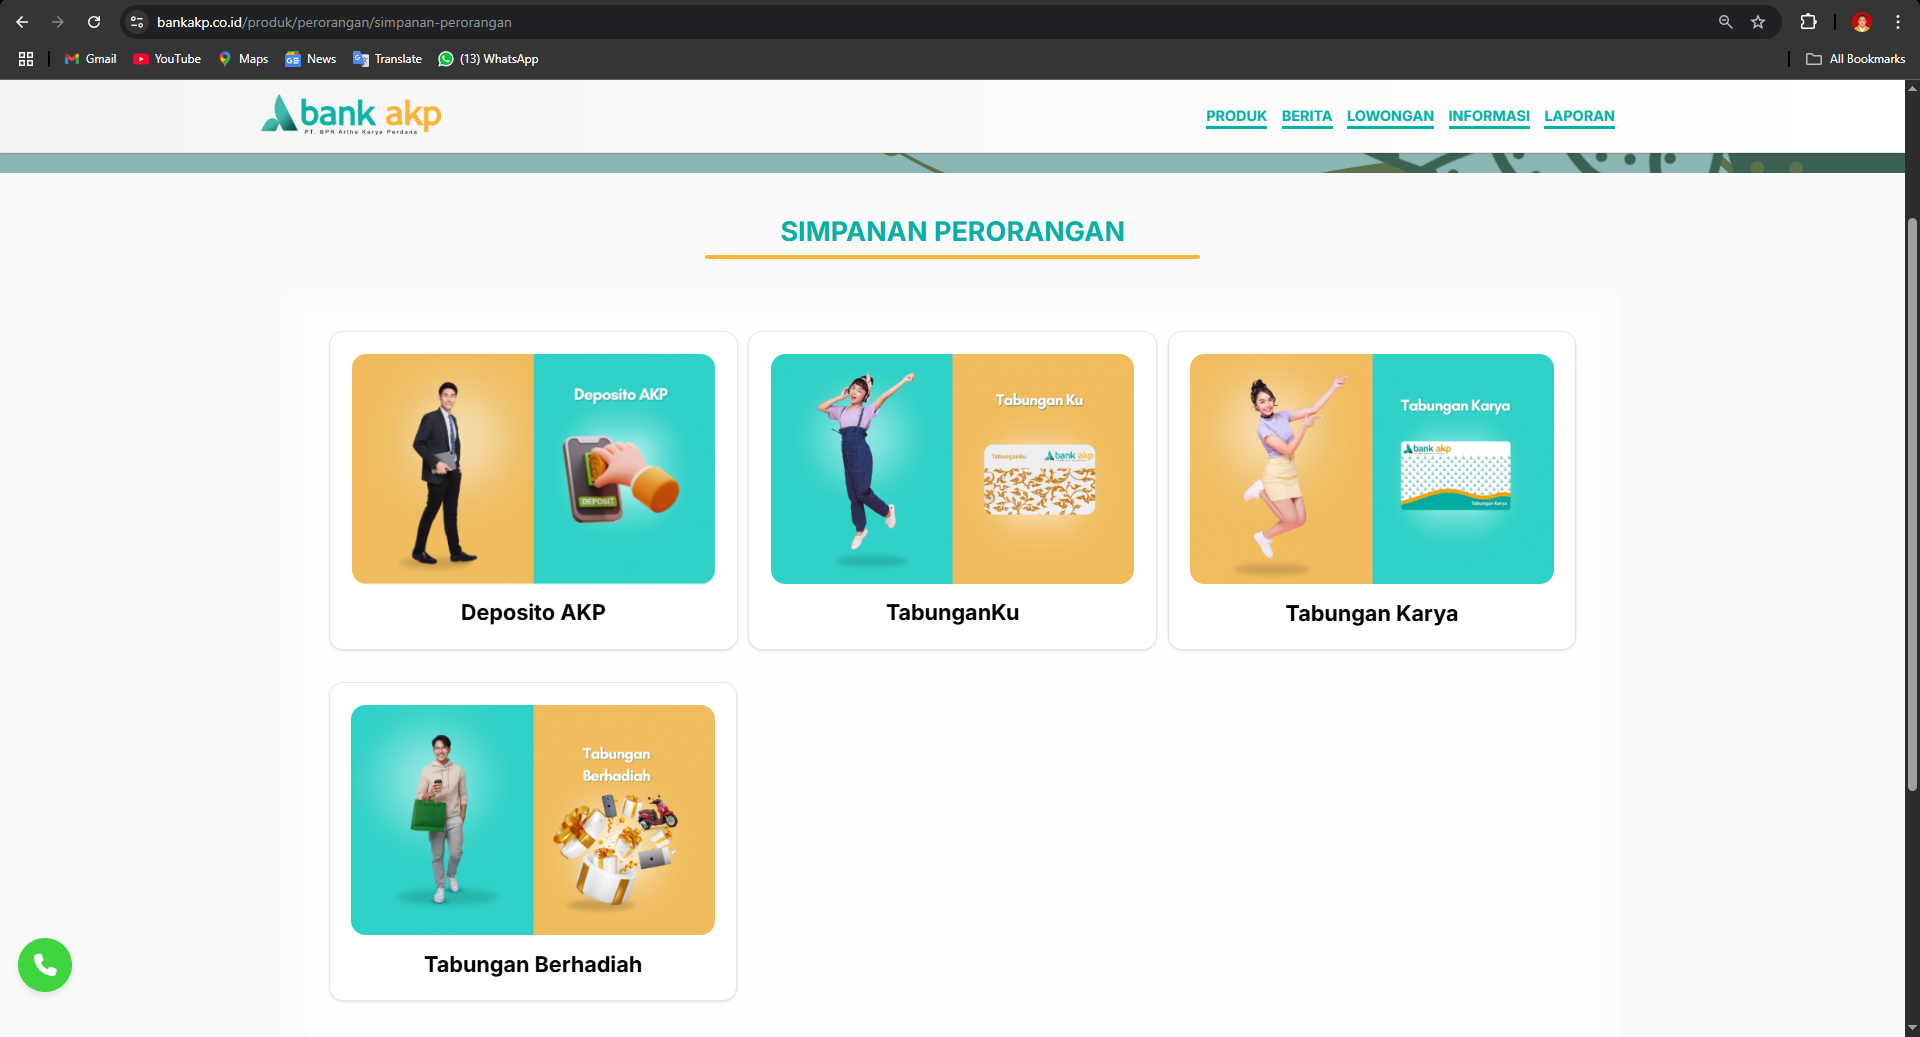 bankakp.co.id/produk/perorangan/simpanan-perorangan
Gmail
YouTube
Maps
News
Translate
(13) WhatsApp
All Bookmarks
bank akp
PT. BPR Artha Karya Perdana
PRODUK
BERITA
LOWONGAN
INFORMASI
LAPORAN
SIMPANAN PERORANGAN
Deposito AKP
DEPOSIT
Deposito AKP
Tabungan Ku
TabunganKu
bank akp
TabunganKu
Tabungan Karya
bank akp
Tabungan Karya
Tabungan Karya
Tabungan
Berhadiah
Tabungan Berhadiah